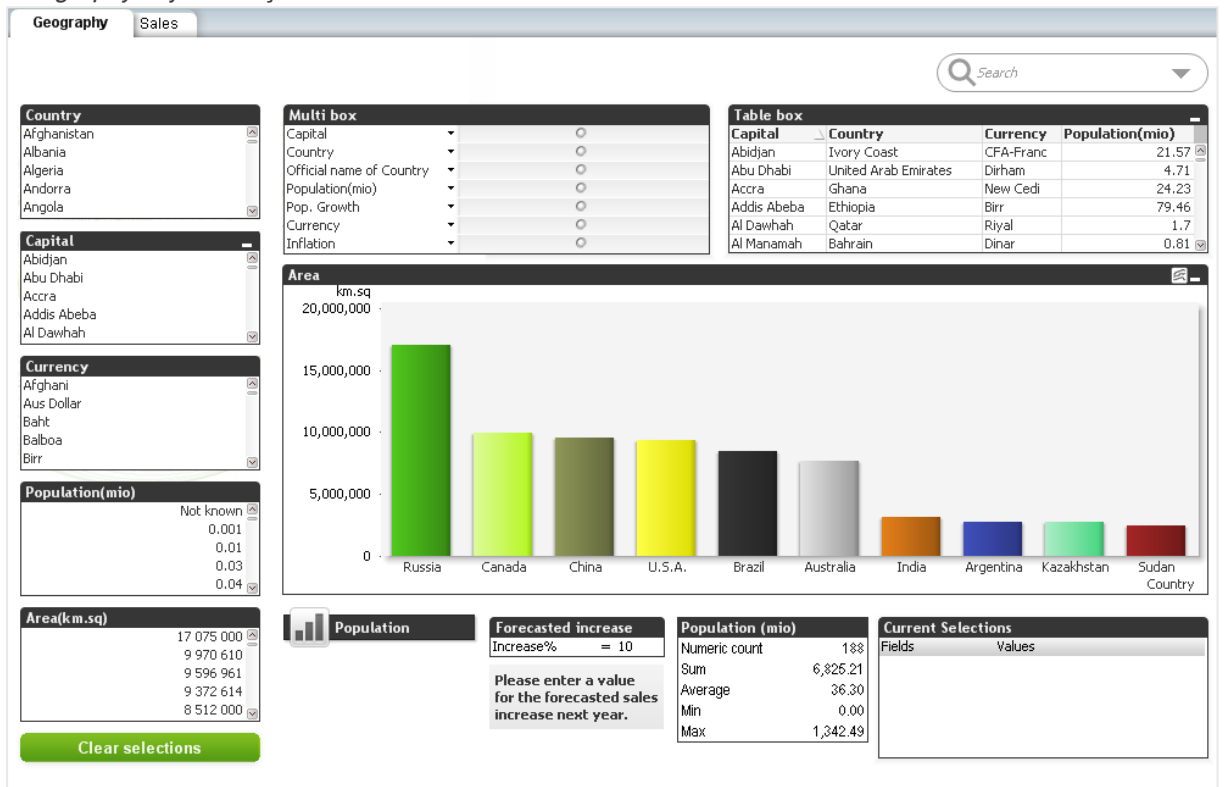 Geography Sales
Search
Country
Afghanistan
Albania
Algeria
Andorra
Angola
Capital
Abidjan
Abu Dhabi
Accra
Addis Abeba
Al Dawhah
Currency
Afghani
Aus Dollar
Baht
Balboa
Birr
Population(mio)
Not known
0.001
0.01
0.03
0.04
Area(km.sq)
17 075 000
9 970 610
9 596 961
9 372 614
8 512 000
Clear selections
Multi box
Capital
Country
Official name of Country
Population(mio)
Pop. Growth
Currency
Inflation
Table box
Capital Country Currency Population(mio)
Abidjan Ivory Coast CFA-Franc 21.57
Abu Dhabi United Arab Emirates Dirham 4.71
Accra Ghana New Cedi 24.23
Addis Abeba Ethiopia Birr 79.46
Al Dawhah Qatar Riyal 1.7
Al Manamah Bahrain Dinar 0.81
Area
km.sq
20,000,000
15,000,000
10,000,000
5,000,000
0
Russia Canada China U.S.A. Brazil Australia India Argentina Kazakhstan Sudan
Country
Population
Forecasted increase
Increase% = 10
Please enter a value
for the forecasted sales
increase next year.
Population (mio)
Numeric count 188
Sum 6,825.21
Average 36.30
Min 0.00
Max 1,342.49
Current Selections
Fields Values